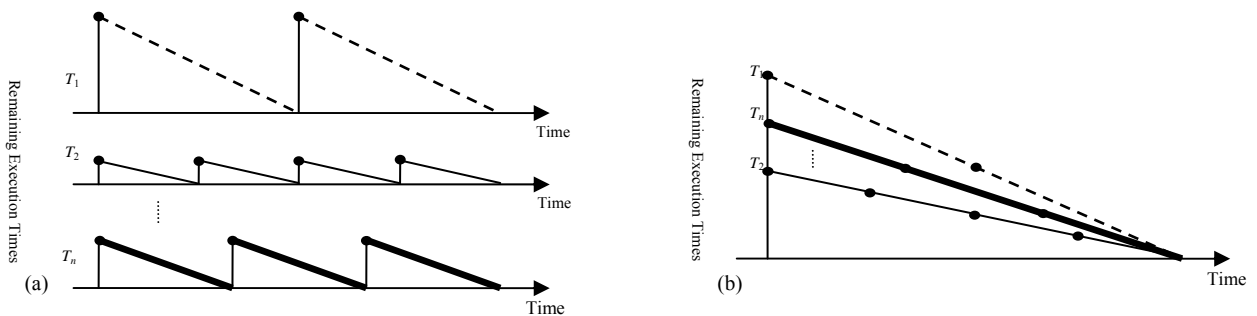 Remaining Execution Times
T1
Time
T2
Time
Tn
Time
(a)
Remaining Execution Times
T1
Tn
T2
Time
(b)